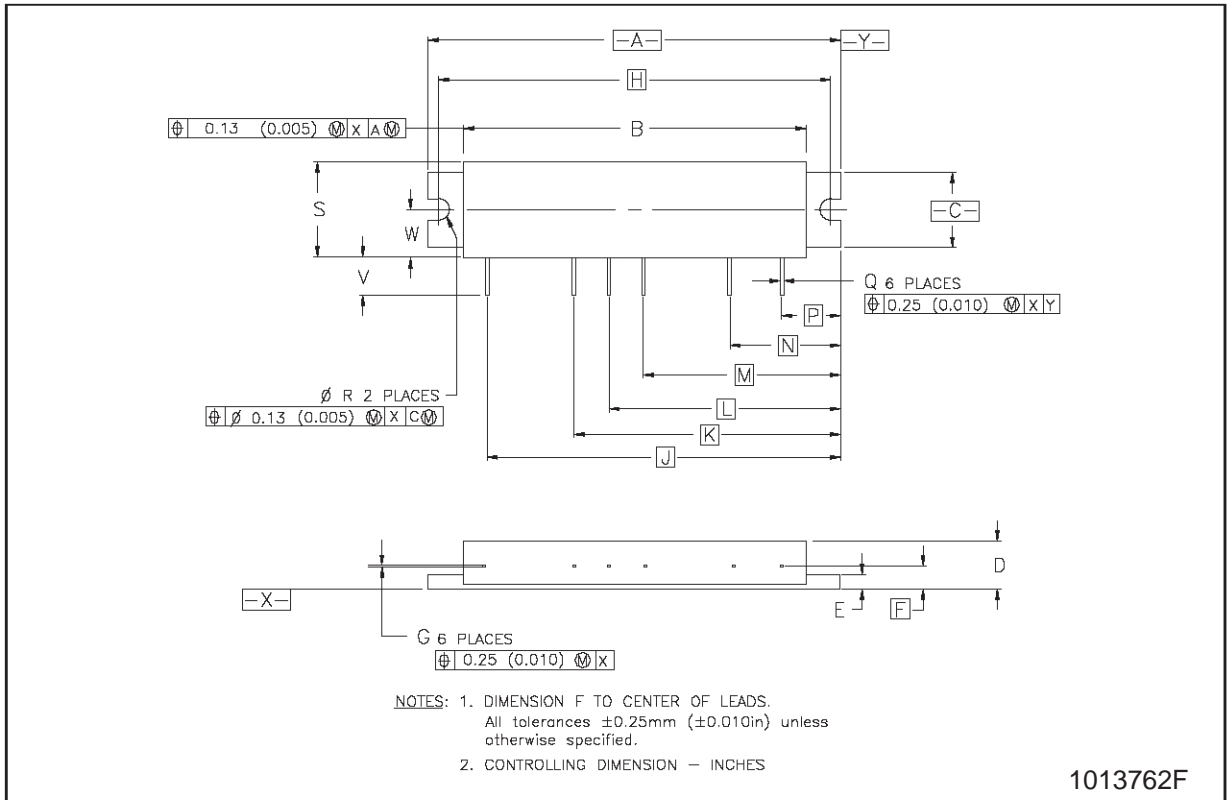 –A–
–Y–
H
⌖ 0.13 (0.005) Ⓜ X A Ⓜ
B
S
W
–C–
V
Q 6 PLACES
⌖ 0.25 (0.010) Ⓜ X Y
P
N
M
Ø R 2 PLACES
⌖ Ø 0.13 (0.005) Ⓜ X C Ⓜ
L
K
J
D
–X–
E
F
G 6 PLACES
⌖ 0.25 (0.010) Ⓜ X
NOTES: 1. DIMENSION F TO CENTER OF LEADS.
All tolerances ±0.25mm (±0.010in) unless
otherwise specified.
2. CONTROLLING DIMENSION – INCHES
1013762F